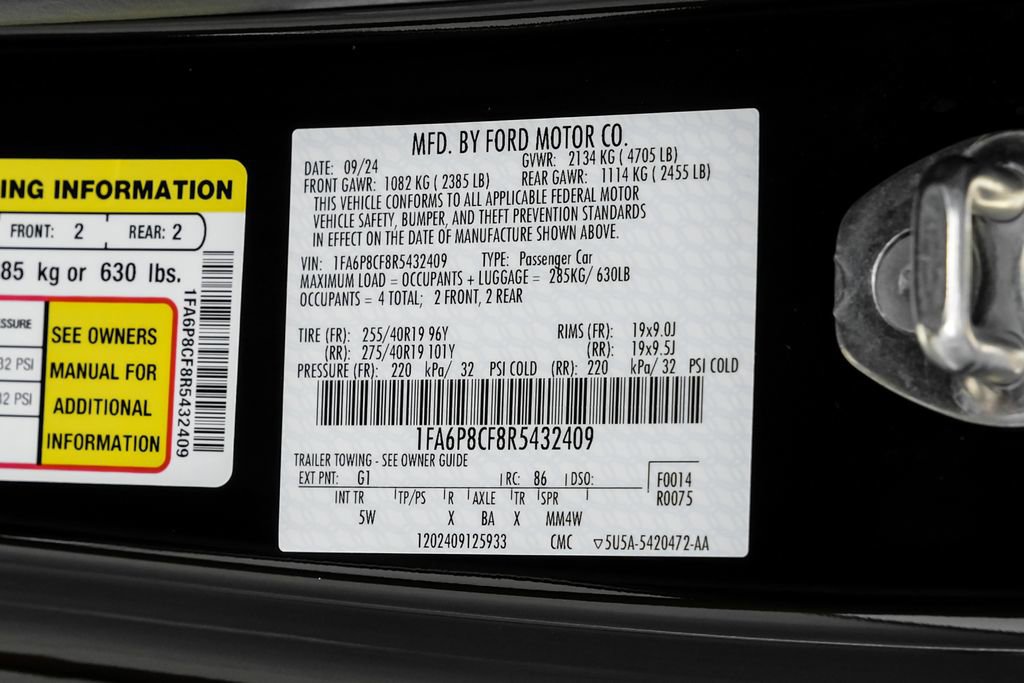 ING INFORMATION
FRONT: 2 REAR: 2
85 kg or 630 lbs.
SSURE
32 PSI
32 PSI
SEE OWNERS
MANUAL FOR
ADDITIONAL
INFORMATION
1FA6P8CF8R5432409
MFD. BY FORD MOTOR CO.
DATE: 09/24 GVWR: 2134 KG ( 4705 LB)
FRONT GAWR: 1082 KG ( 2385 LB) REAR GAWR: 1114 KG ( 2455 LB)
THIS VEHICLE CONFORMS TO ALL APPLICABLE FEDERAL MOTOR
VEHICLE SAFETY, BUMPER, AND THEFT PREVENTION STANDARDS
IN EFFECT ON THE DATE OF MANUFACTURE SHOWN ABOVE.
VIN: 1FA6P8CF8R5432409 TYPE: Passenger Car
MAXIMUM LOAD = OCCUPANTS + LUGGAGE = 285KG/ 630LB
OCCUPANTS = 4 TOTAL; 2 FRONT, 2 REAR
TIRE (FR): 255/40R19 96Y RIMS (FR): 19x9.0J
(RR): 275/40R19 101Y (RR): 19x9.5J
PRESSURE (FR): 220 kPa/ 32 PSI COLD (RR): 220 kPa/ 32 PSI COLD
1FA6P8CF8R5432409
TRAILER TOWING - SEE OWNER GUIDE
EXT PNT: G1 RC: 86 DSO: F0014
R0075
INT TR TP/PS R AXLE TR SPR
5W X BA X MM4W
1202409125933 CMC ▽5U5A-5420472-AA